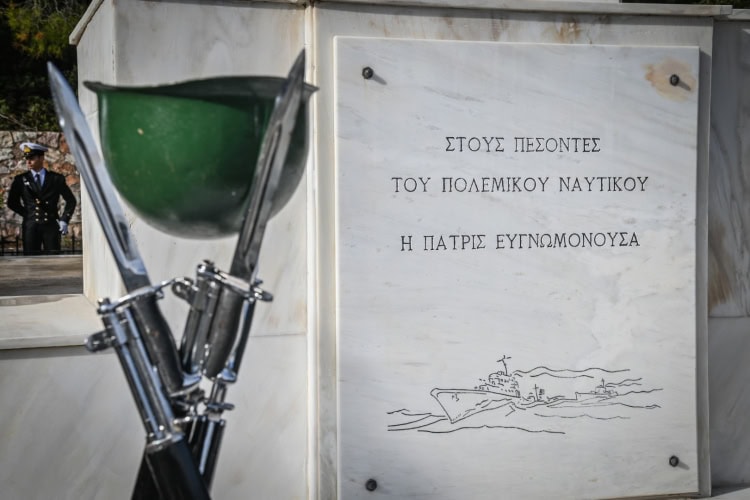 ΣΤΟΥΣ ΠΕΣΟΝΤΕΣ
ΤΟΥ ΠΟΛΕΜΙΚΟΥ ΝΑΥΤΙΚΟΥ
Η ΠΑΤΡΙΣ ΕΥΓΝΩΜΟΝΟΥΣΑ